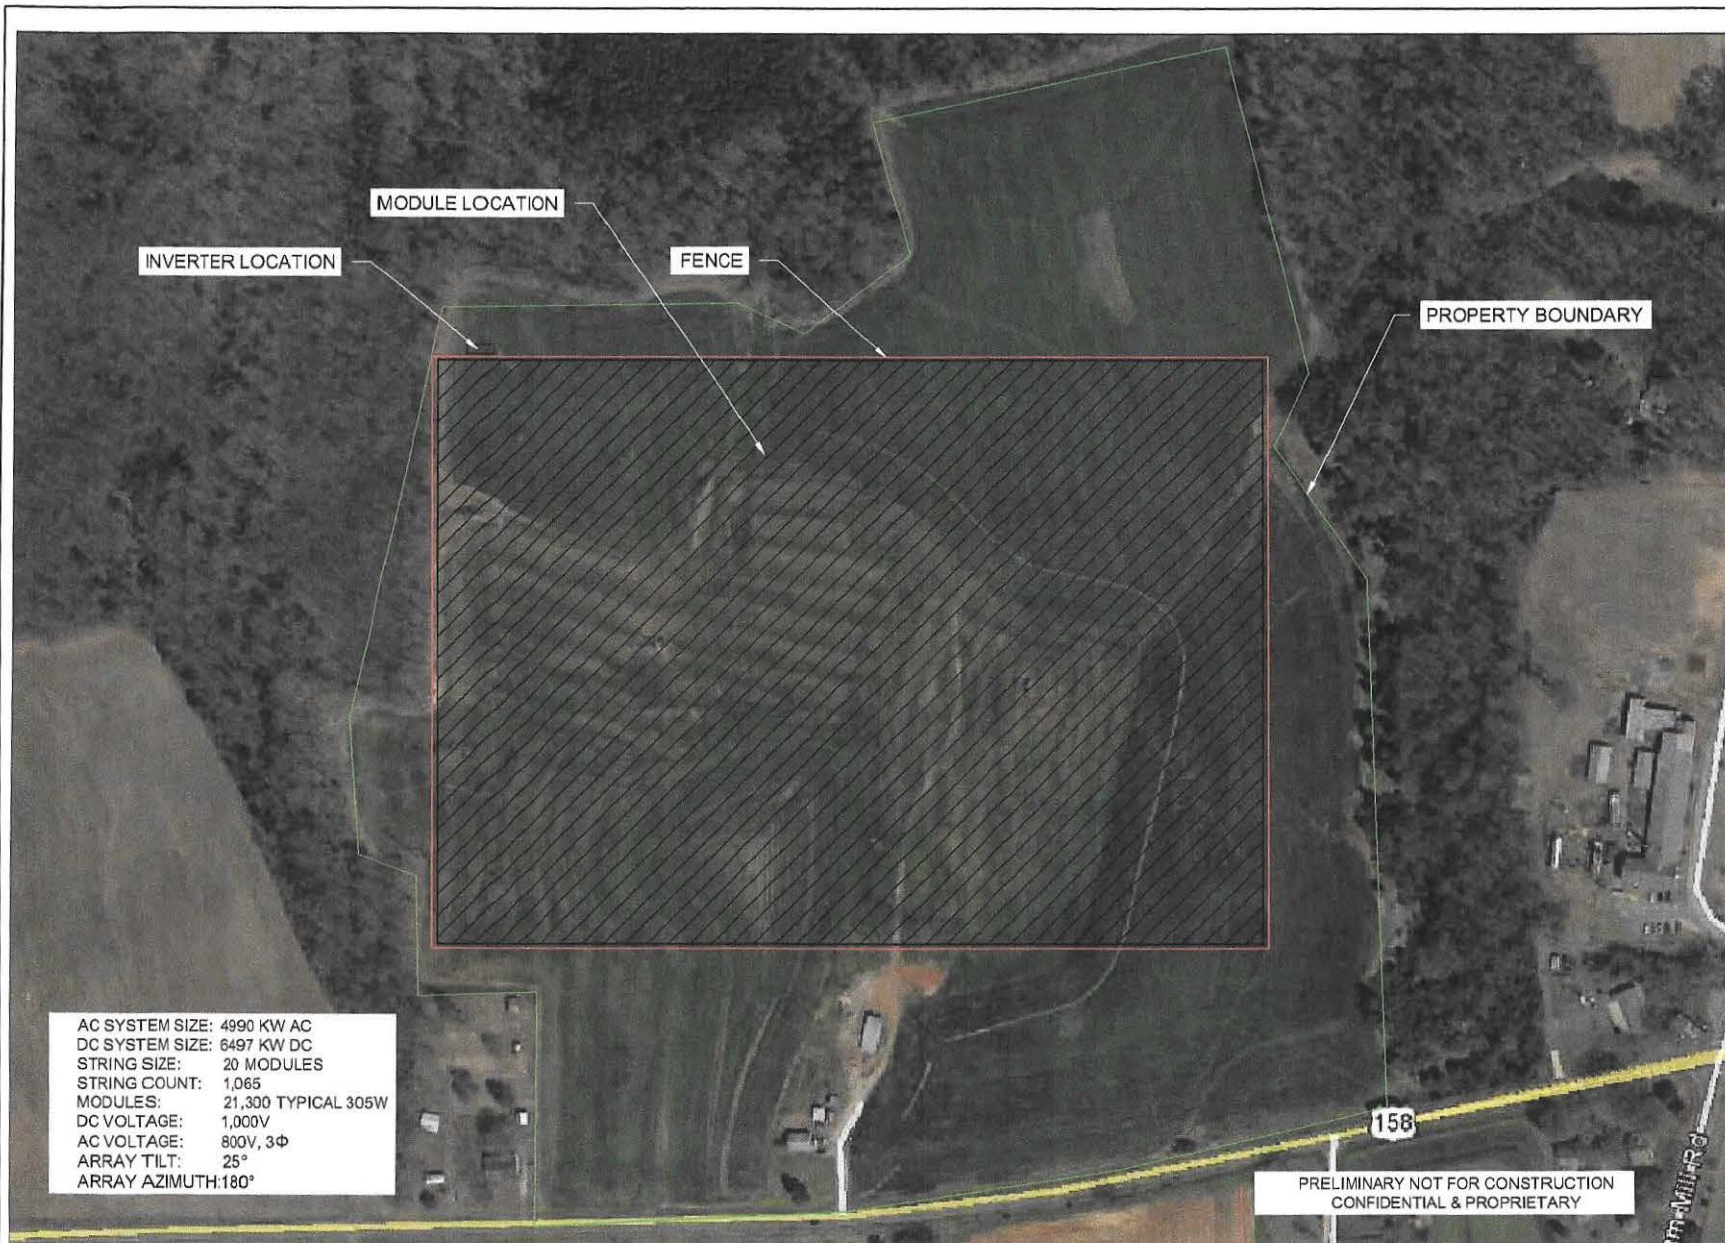 MODULE LOCATION
INVERTER LOCATION
FENCE
PROPERTY BOUNDARY
AC SYSTEM SIZE: 4990 KW AC
DC SYSTEM SIZE: 6497 KW DC
STRING SIZE: 20 MODULES
STRING COUNT: 1,065
MODULES: 21,300 TYPICAL 305W
DC VOLTAGE: 1,000V
AC VOLTAGE: 800V, 3Φ
ARRAY TILT: 25°
ARRAY AZIMUTH:180°
158
PRELIMINARY NOT FOR CONSTRUCTION
CONFIDENTIAL & PROPRIETARY
Mill Rd